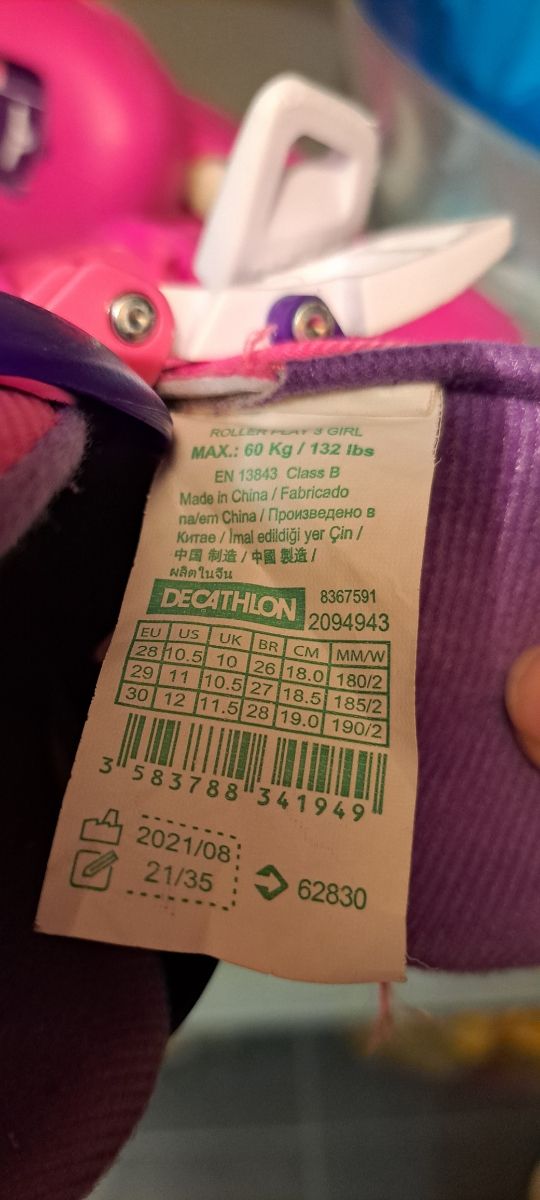 ROLLER PLAY 3 GIRL
MAX.: 60 Kg / 132 lbs
EN 13843 Class B
Made in China / Fabricado
na/em China / Произведено в
Китае / İmal edildiği yer Çin /
中国 制造 / 中國 製造 /
ผลิตในจีน
DECATHLON 8367591
2094943
EU US UK BR CM MM/W
28 10.5 10 26 18.0 180/2
29 11 10.5 27 18.5 185/2
30 12 11.5 28 19.0 190/2
3 583788 341949
2021/08
21/35
62830